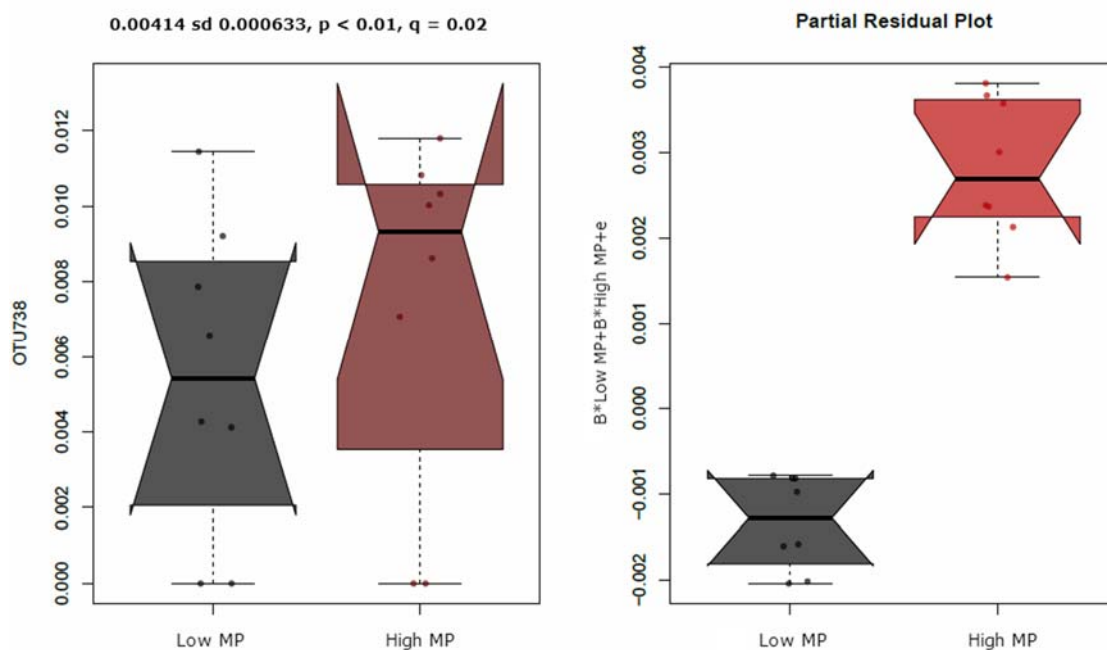 0.00414 sd 0.000633, p < 0.01, q = 0.02
OTU738
0.012
0.010
0.008
0.006
0.004
0.002
0.000
Low MP
High MP
Partial Residual Plot
B*Low MP+B*High MP+e
0.004
0.003
0.002
0.001
0.000
−0.001
−0.002
Low MP
High MP